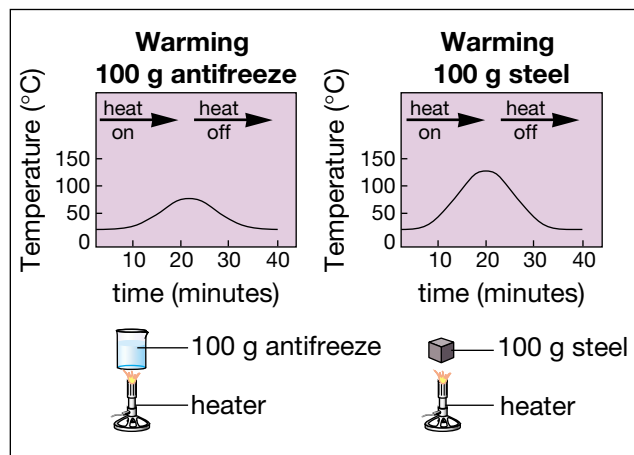 Warming
100 g antifreeze
Temperature (°C)
heat
on
heat
off
150
100
50
0
10
20
30
40
time (minutes)
100 g antifreeze
heater
Warming
100 g steel
Temperature (°C)
heat
on
heat
off
150
100
50
0
10
20
30
40
time (minutes)
100 g steel
heater